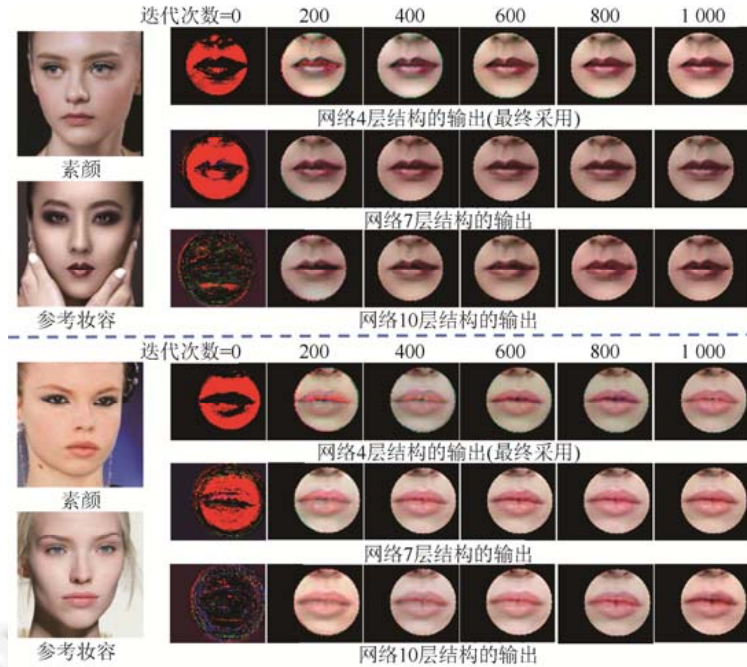 迭代次数=0 200 400 600 800 1 000
网络4层结构的输出(最终采用)
素颜
网络7层结构的输出
参考妆容
网络10层结构的输出
迭代次数=0 200 400 600 800 1 000
网络4层结构的输出(最终采用)
素颜
网络7层结构的输出
参考妆容
网络10层结构的输出